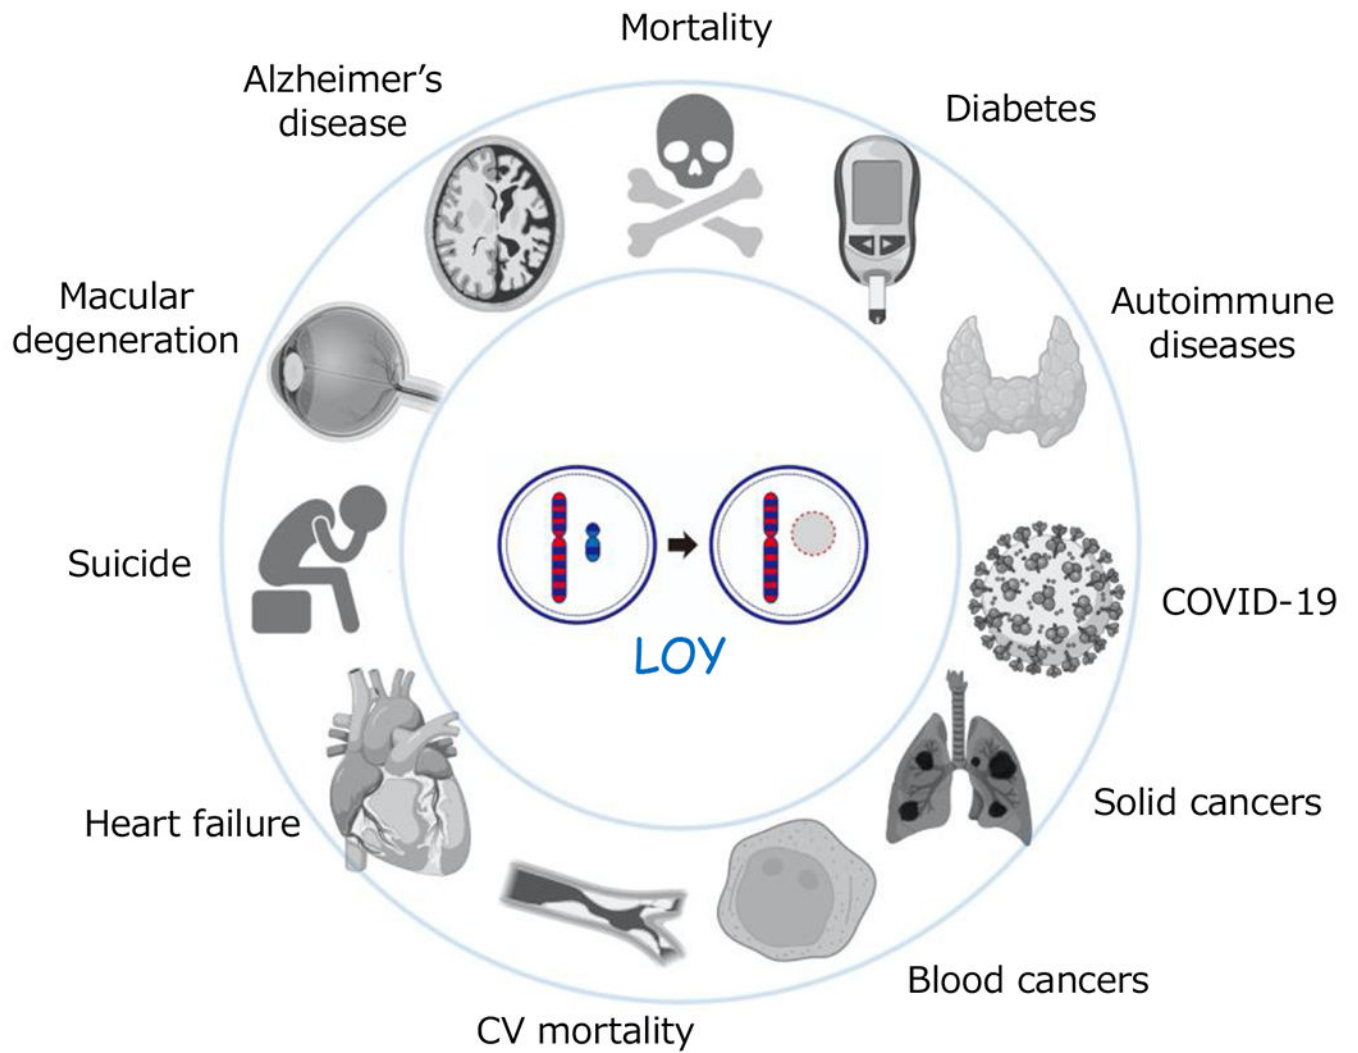 Mortality
Alzheimer’s
disease
Diabetes
Macular
degeneration
Autoimmune
diseases
Suicide
COVID-19
LOY
Heart failure
Solid cancers
Blood cancers
CV mortality